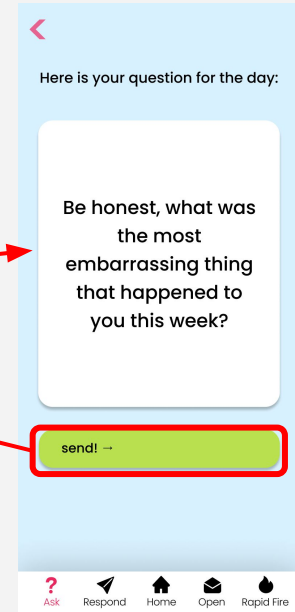 Here is your question for the day:
Be honest, what was
the most
embarrassing thing
that happened to
you this week?
send! →
?
Ask Respond Home Open Rapid Fire